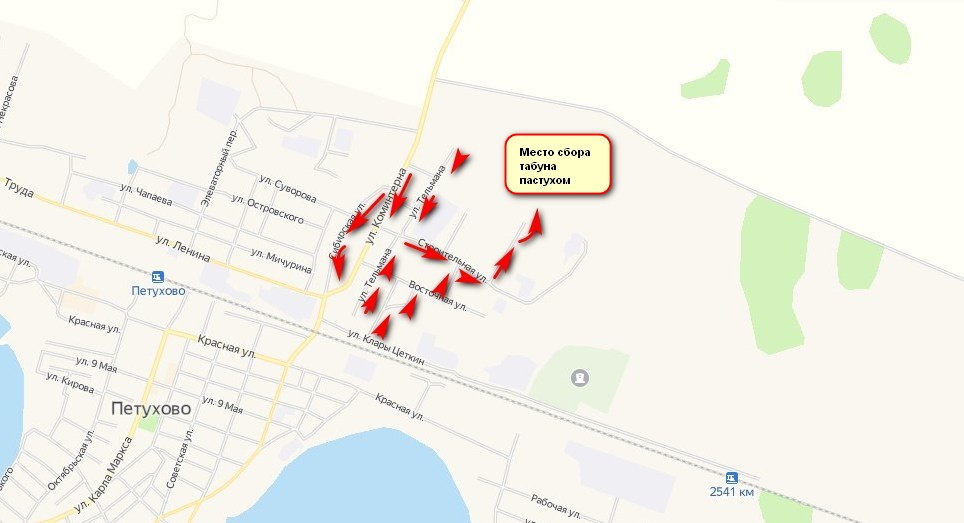 Некрасова
Элеваторный пер.
Место сбора
табуна
пастухом
Труда
ул. Чапаева
ул. Суворова
ул. Островского
ул. Ленина
ул. Мичурина
Сибирская ул.
ул. Коминтерна
ул. Тельмана
Строительная ул.
ул. Тельмана
Восточная ул.
ская ул.
Петухово
Красная ул.
Красная ул.
ул. Клары Цеткин
ул. 9 Мая
ул. Кирова
ул. 9 Мая
Петухово
Красная ул.
Октябрьская ул.
ул. Карла Маркса
Советская ул.
2541 км
Рабочая ул.